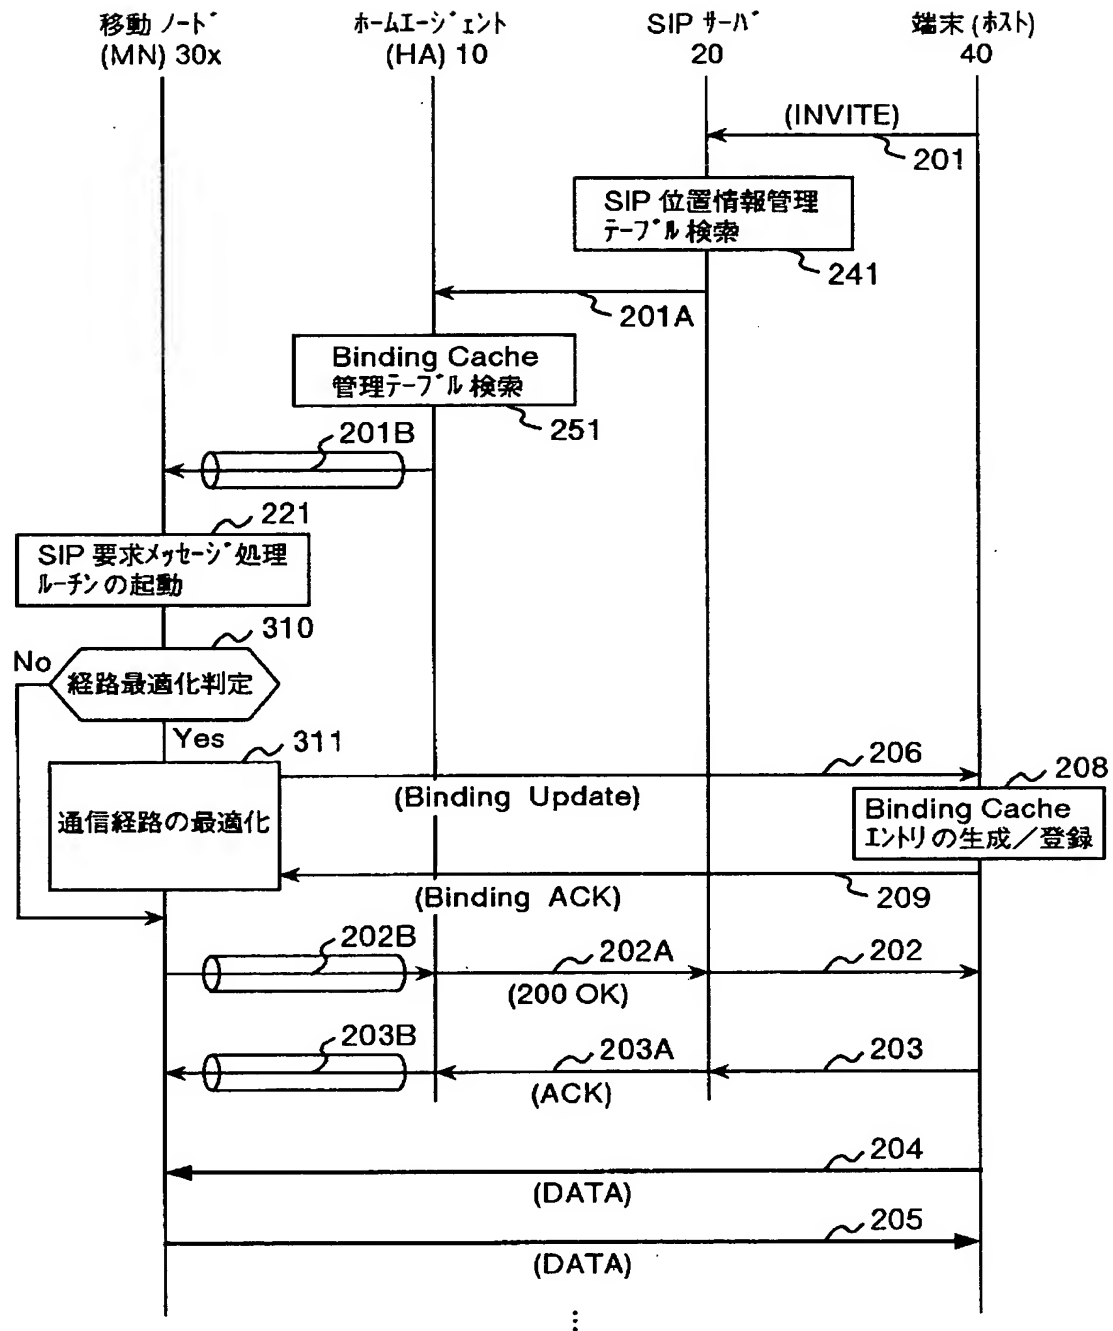 移動ノード
(MN) 30x
ホームエージェント
(HA) 10
SIP サーバ
20
端末 (ホスト)
40
(INVITE)
201
SIP 位置情報管理
テーブル検索
241
201A
Binding Cache
管理テーブル検索
251
201B
221
SIP 要求メッセージ処理
ルーチンの起動
310
No
経路最適化判定
Yes
311
206
208
(Binding Update)
通信経路の最適化
Binding Cache
エントリの生成／登録
(Binding ACK)
209
202B
202A
202
(200 OK)
203B
203A
203
(ACK)
204
(DATA)
205
(DATA)
⋮